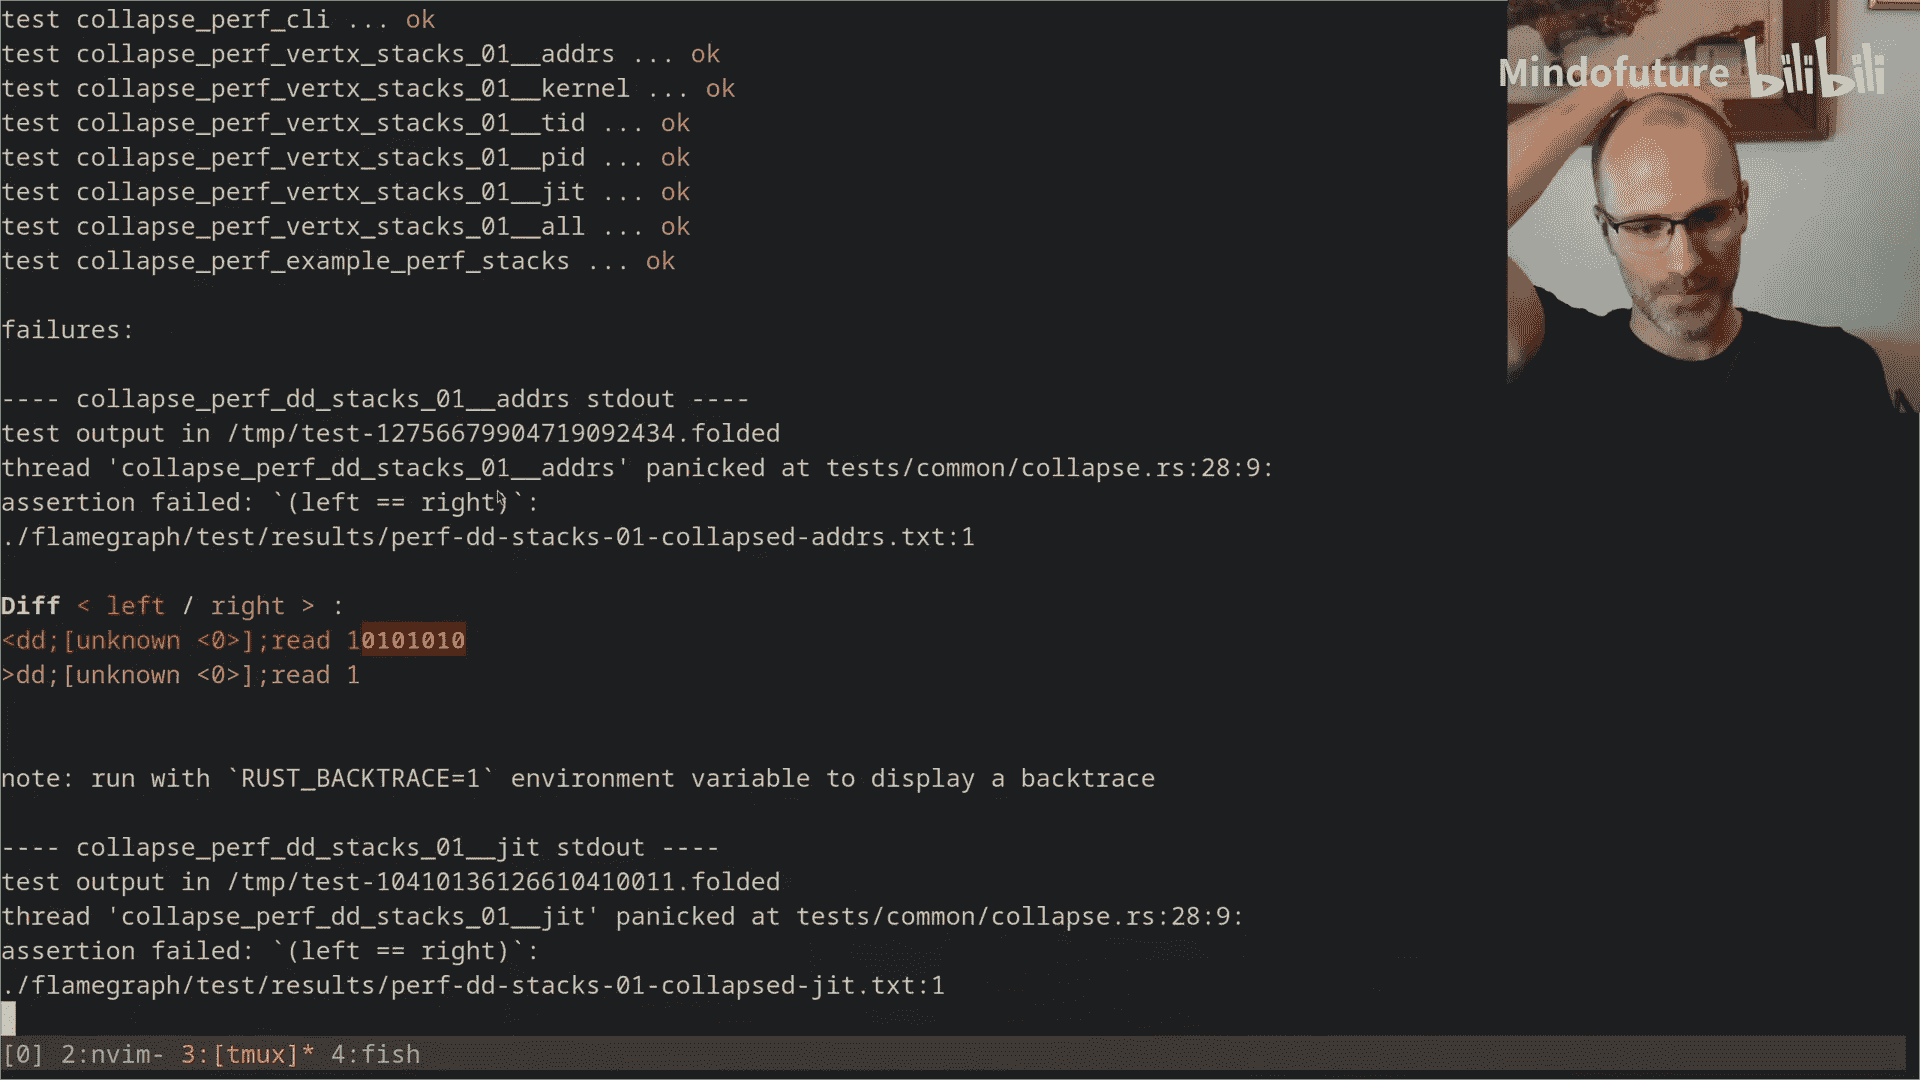 test collapse_perf_cli ... ok
test collapse_perf_vertx_stacks_01__addrs ... ok
test collapse_perf_vertx_stacks_01__kernel ... ok
test collapse_perf_vertx_stacks_01__tid ... ok
test collapse_perf_vertx_stacks_01__pid ... ok
test collapse_perf_vertx_stacks_01__jit ... ok
test collapse_perf_vertx_stacks_01__all ... ok
test collapse_perf_example_perf_stacks ... ok
failures:
---- collapse_perf_dd_stacks_01__addrs stdout ----
test output in /tmp/test-12756679904719092434.folded
thread 'collapse_perf_dd_stacks_01__addrs' panicked at tests/common/collapse.rs:28:9:
assertion failed: `(left == right)`:
./flamegraph/test/results/perf-dd-stacks-01-collapsed-addrs.txt:1
Diff < left / right > :
<dd;[unknown <0>];read 10101010
>dd;[unknown <0>];read 1
note: run with `RUST_BACKTRACE=1` environment variable to display a backtrace
---- collapse_perf_dd_stacks_01__jit stdout ----
test output in /tmp/test-10410136126610410011.folded
thread 'collapse_perf_dd_stacks_01__jit' panicked at tests/common/collapse.rs:28:9:
assertion failed: `(left == right)`:
./flamegraph/test/results/perf-dd-stacks-01-collapsed-jit.txt:1
[0] 2:nvim- 3:[tmux]* 4:fish
Mindofuture bilibili